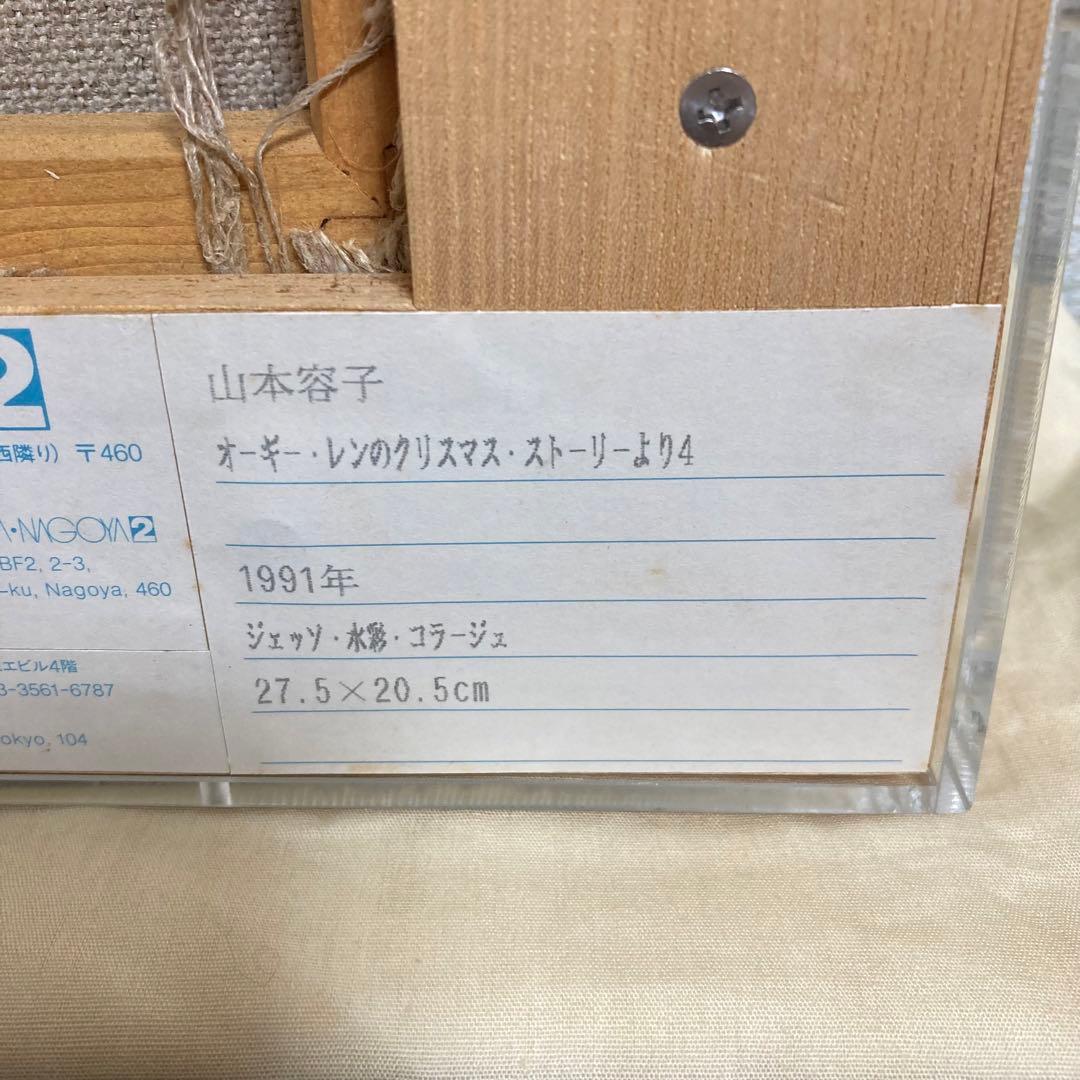 2
西隣り) 〒460
A・NAGOYA2
BF2, 2-3,
-ku, Nagoya, 460
エビル4階
3-3561-6787
okyo, 104
山本容子
オーギー・レンのクリスマス・ストーリーより4
1991年
ジェッソ・水彩・コラージュ
27.5×20.5cm